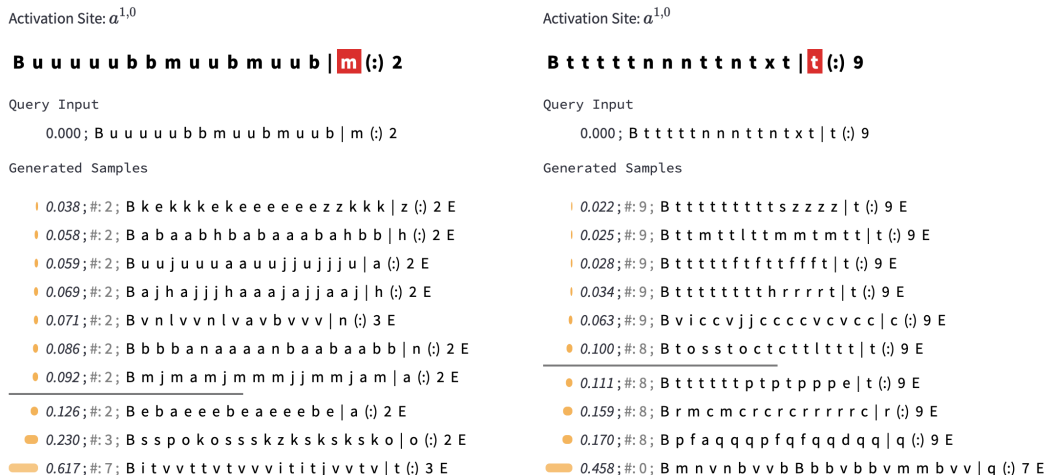 Activation Site: a^{1,0}
B u u u u u b b m u u b m u u b | m (:) 2
Query Input
0.000 ; B u u u u u b b m u u b m u u b | m (:) 2
Generated Samples
0.038 ; #: 2 ; B k e k k k e k e e e e e e z z k k k | z (:) 2 E
0.058 ; #: 2 ; B a b a a b h b a b a a a b a h b b | h (:) 2 E
0.059 ; #: 2 ; B u u j u u u a a u u j j u j j j u | a (:) 2 E
0.069 ; #: 2 ; B a j h a j j j h a a a j a j j a a j | h (:) 2 E
0.071 ; #: 2 ; B v n l v v n l v a v b v v v | n (:) 3 E
0.086 ; #: 2 ; B b b b a n a a a a n b a a b a a b b | n (:) 2 E
0.092 ; #: 2 ; B m j m a m j m m m j j m m j a m | a (:) 2 E
0.126 ; #: 2 ; B e b a e e e b e a e e e b e | a (:) 2 E
0.230 ; #: 3 ; B s s p o k o s s s k z k s k s k s k o | o (:) 2 E
0.617 ; #: 7 ; B i t v v t t v t v v v i t i t j v v t v | t (:) 3 E
Activation Site: a^{1,0}
B t t t t t n n n t t n t x t | t (:) 9
Query Input
0.000 ; B t t t t t n n n t t n t x t | t (:) 9
Generated Samples
0.022 ; #: 9 ; B t t t t t t t t t s z z z z | t (:) 9 E
0.025 ; #: 9 ; B t t m t t l t t m m t m t t | t (:) 9 E
0.028 ; #: 9 ; B t t t t t f t f t t f f f t | t (:) 9 E
0.034 ; #: 9 ; B t t t t t t t t h r r r r t | t (:) 9 E
0.063 ; #: 9 ; B v i c c v j j c c c c v c v c c | c (:) 9 E
0.100 ; #: 8 ; B t o s s t o c t c t t l t t t | t (:) 9 E
0.111 ; #: 8 ; B t t t t t t p t p t p p p e | t (:) 9 E
0.159 ; #: 8 ; B r m c m c r c r c r r r r r c | r (:) 9 E
0.170 ; #: 8 ; B p f a q q q p f q f q q d q q | q (:) 9 E
0.458 ; #: 0 ; B m n v n b v v b B b b v b b v m m b v v | q (:) 7 E